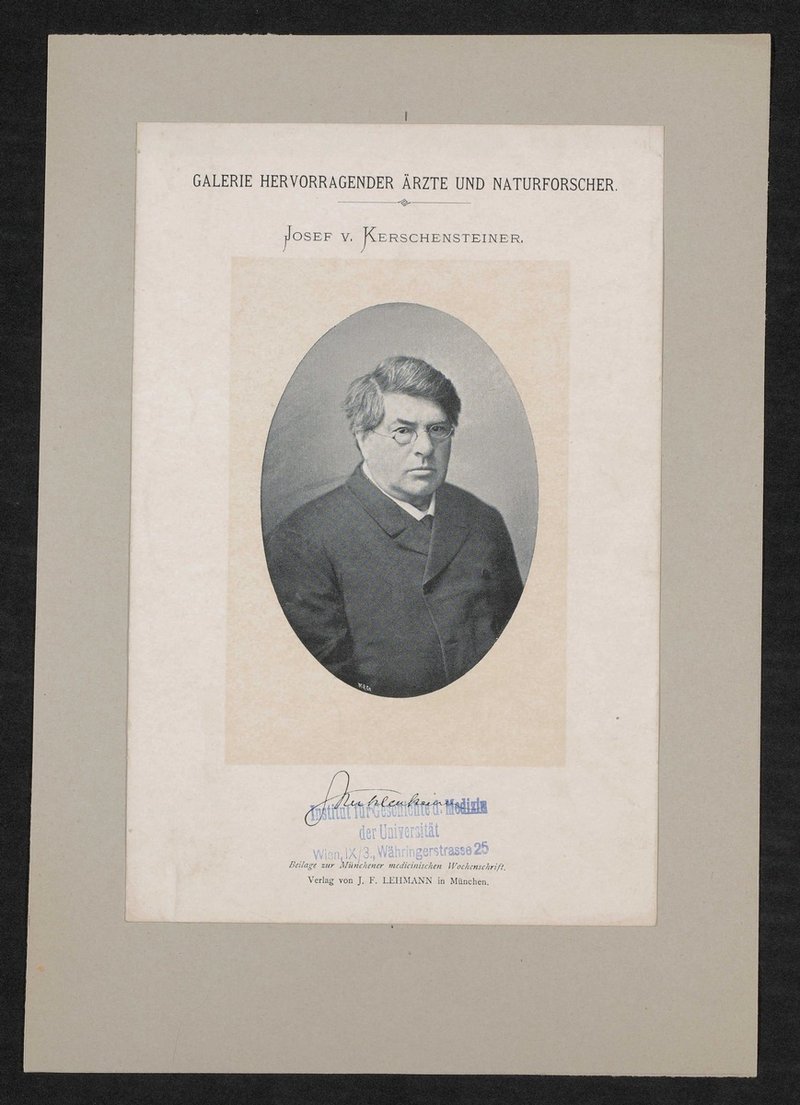 GALERIE HERVORRAGENDER ÄRZTE UND NATURFORSCHER.
JOSEF V. KERSCHENSTEINER.
Institut für Geschichte d. Medizin
der Universität
Wien, IX/3., Währingerstrasse 25
Beilage zur Münchener medicinischen Wochenschrift.
Verlag von J. F. LEHMANN in München.